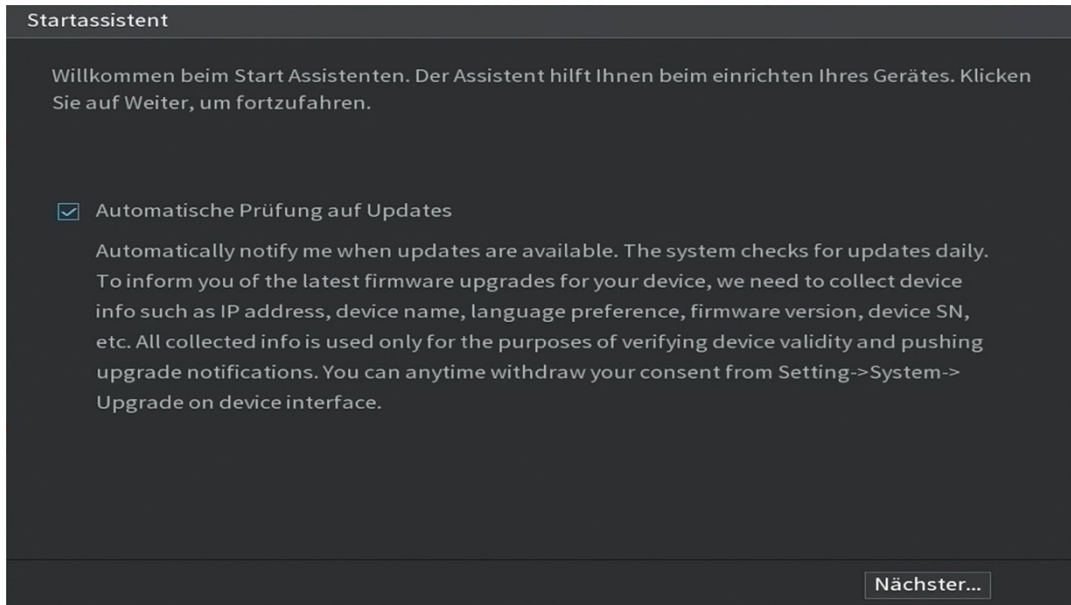 Startassistent
Willkommen beim Start Assistenten. Der Assistent hilft Ihnen beim einrichten Ihres Gerätes. Klicken
Sie auf Weiter, um fortzufahren.
Automatische Prüfung auf Updates
Automatically notify me when updates are available. The system checks for updates daily.
To inform you of the latest firmware upgrades for your device, we need to collect device
info such as IP address, device name, language preference, firmware version, device SN,
etc. All collected info is used only for the purposes of verifying device validity and pushing
upgrade notifications. You can anytime withdraw your consent from Setting->System->
Upgrade on device interface.
Nächster...